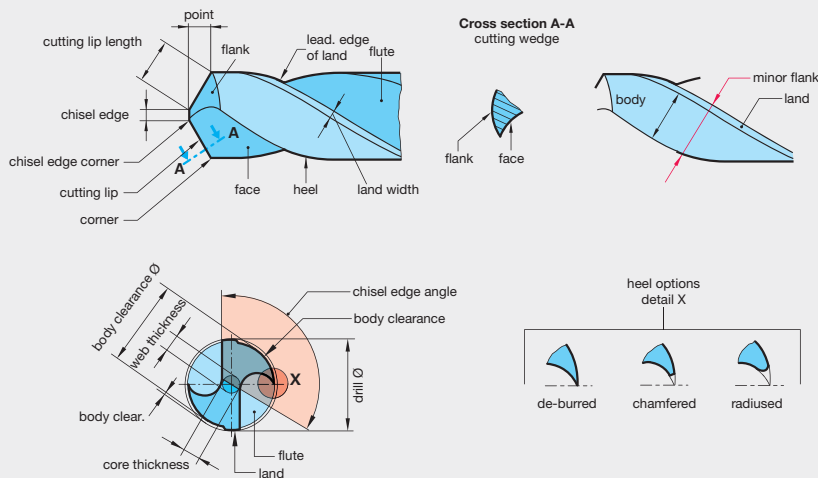 point
cutting lip length
flank
lead. edge
of land
flute
chisel edge
A
A
chisel edge corner
cutting lip
corner
face
heel
land width
Cross section A-A
cutting wedge
flank
face
body
minor flank
land
body clearance Ø
web thickness
body clear.
core thickness
chisel edge angle
body clearance
X
drill Ø
flute
land
heel options
detail X
de-burred
chamfered
radiused